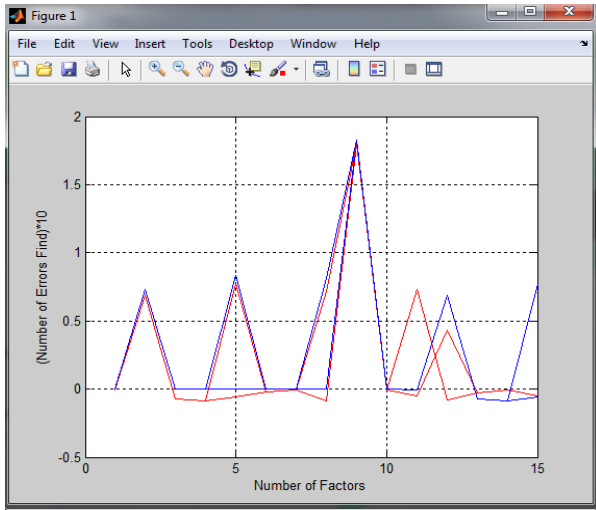 Figure 1
File Edit View Insert Tools Desktop Window Help
2
1.5
1
0.5
0
-0.5
(Number of Errors Find)*10
0 5 10 15
Number of Factors